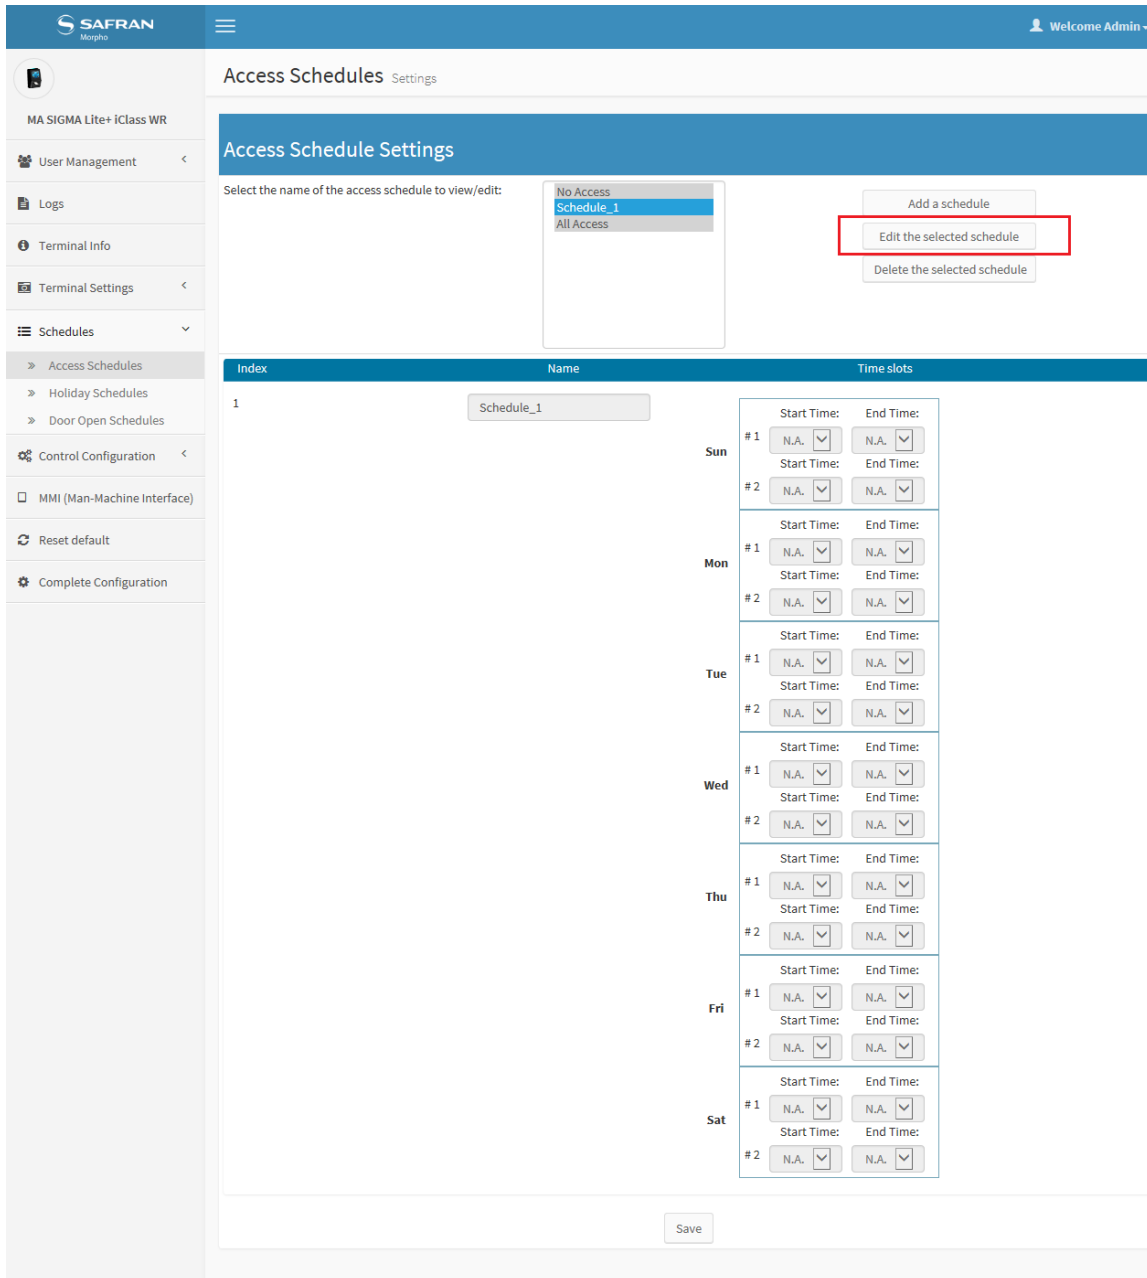 SAFRAN
Morpho
Welcome Admin
MA SIGMA Lite+ iClass WR
User Management
Logs
Terminal Info
Terminal Settings
Schedules
Access Schedules
Holiday Schedules
Door Open Schedules
Control Configuration
MMI (Man-Machine Interface)
Reset default
Complete Configuration
Access Schedules Settings
Access Schedule Settings
Select the name of the access schedule to view/edit:
No Access
Schedule_1
All Access
Add a schedule
Edit the selected schedule
Delete the selected schedule
Index Name Time slots
1 Schedule_1
Sun
Start Time: End Time:
# 1 N.A. N.A.
Start Time: End Time:
# 2 N.A. N.A.
Mon
Start Time: End Time:
# 1 N.A. N.A.
Start Time: End Time:
# 2 N.A. N.A.
Tue
Start Time: End Time:
# 1 N.A. N.A.
Start Time: End Time:
# 2 N.A. N.A.
Wed
Start Time: End Time:
# 1 N.A. N.A.
Start Time: End Time:
# 2 N.A. N.A.
Thu
Start Time: End Time:
# 1 N.A. N.A.
Start Time: End Time:
# 2 N.A. N.A.
Fri
Start Time: End Time:
# 1 N.A. N.A.
Start Time: End Time:
# 2 N.A. N.A.
Sat
Start Time: End Time:
# 1 N.A. N.A.
Start Time: End Time:
# 2 N.A. N.A.
Save